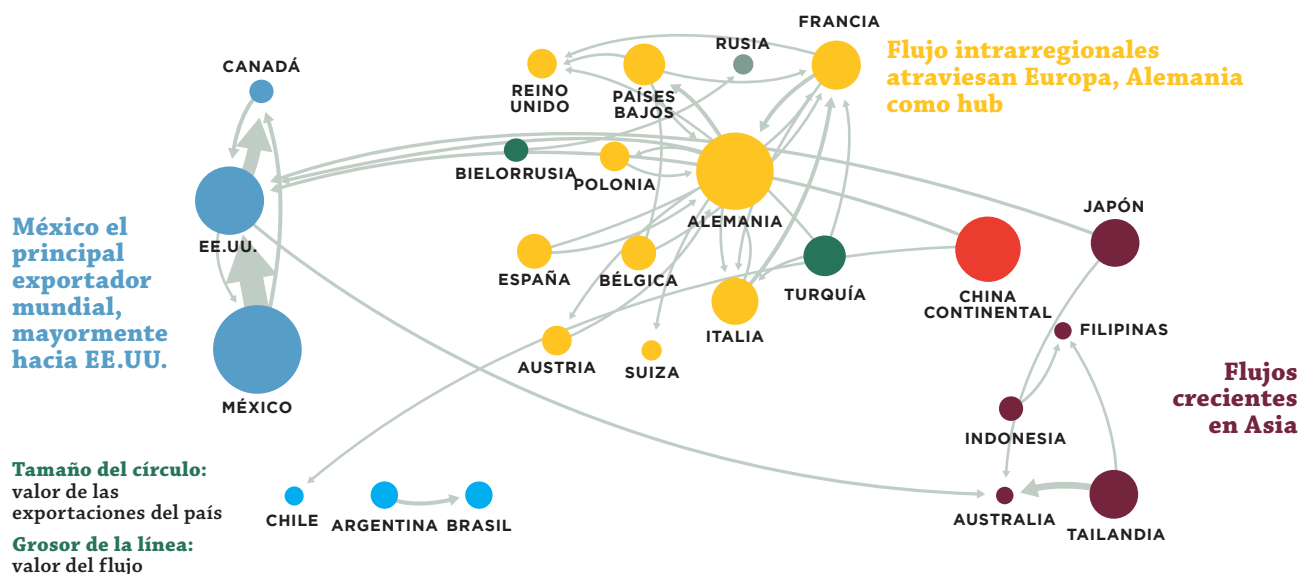 FRANCIA
RUSIA
Flujo intrarregionales
atraviesan Europa, Alemania
como hub
CANADÁ
REINO
UNIDO
PAÍSES
BAJOS
BIELORRUSIA
POLONIA
ALEMANIA
JAPÓN
México el
principal
exportador
mundial,
mayormente
hacia EE.UU.
EE.UU.
ESPAÑA
BÉLGICA
TURQUÍA
CHINA
CONTINENTAL
ITALIA
FILIPINAS
AUSTRIA
SUIZA
Flujos
crecientes
en Asia
MÉXICO
INDONESIA
Tamaño del círculo:
valor de las
exportaciones del país
Grosor de la línea:
valor del flujo
CHILE
ARGENTINA
BRASIL
AUSTRALIA
TAILANDIA